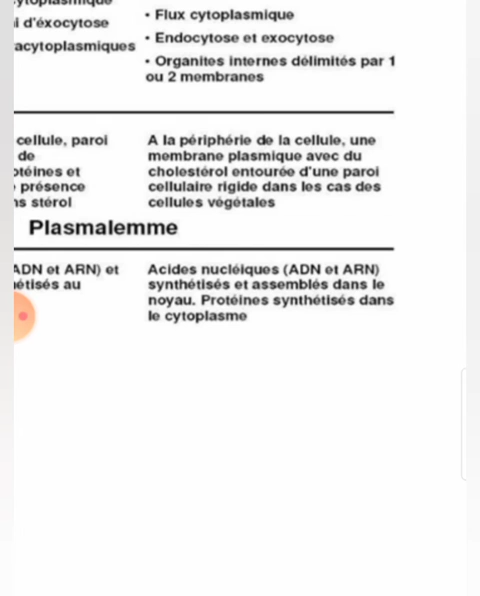 • Flux cytoplasmique
i d'éxocytose
• Endocytose et exocytose
acytoplasmiques
• Organites internes délimités par 1
ou 2 membranes
cellule, paroi
de
otéines et
présence
ns stérol
A la périphérie de la cellule, une
membrane plasmique avec du
cholestérol entourée d'une paroi
cellulaire rigide dans les cas des
cellules végétales
Plasmalemme
ADN et ARN) et
étisés au
Acides nucléiques (ADN et ARN)
synthétisés et assemblés dans le
noyau. Protéines synthétisés dans
le cytoplasme